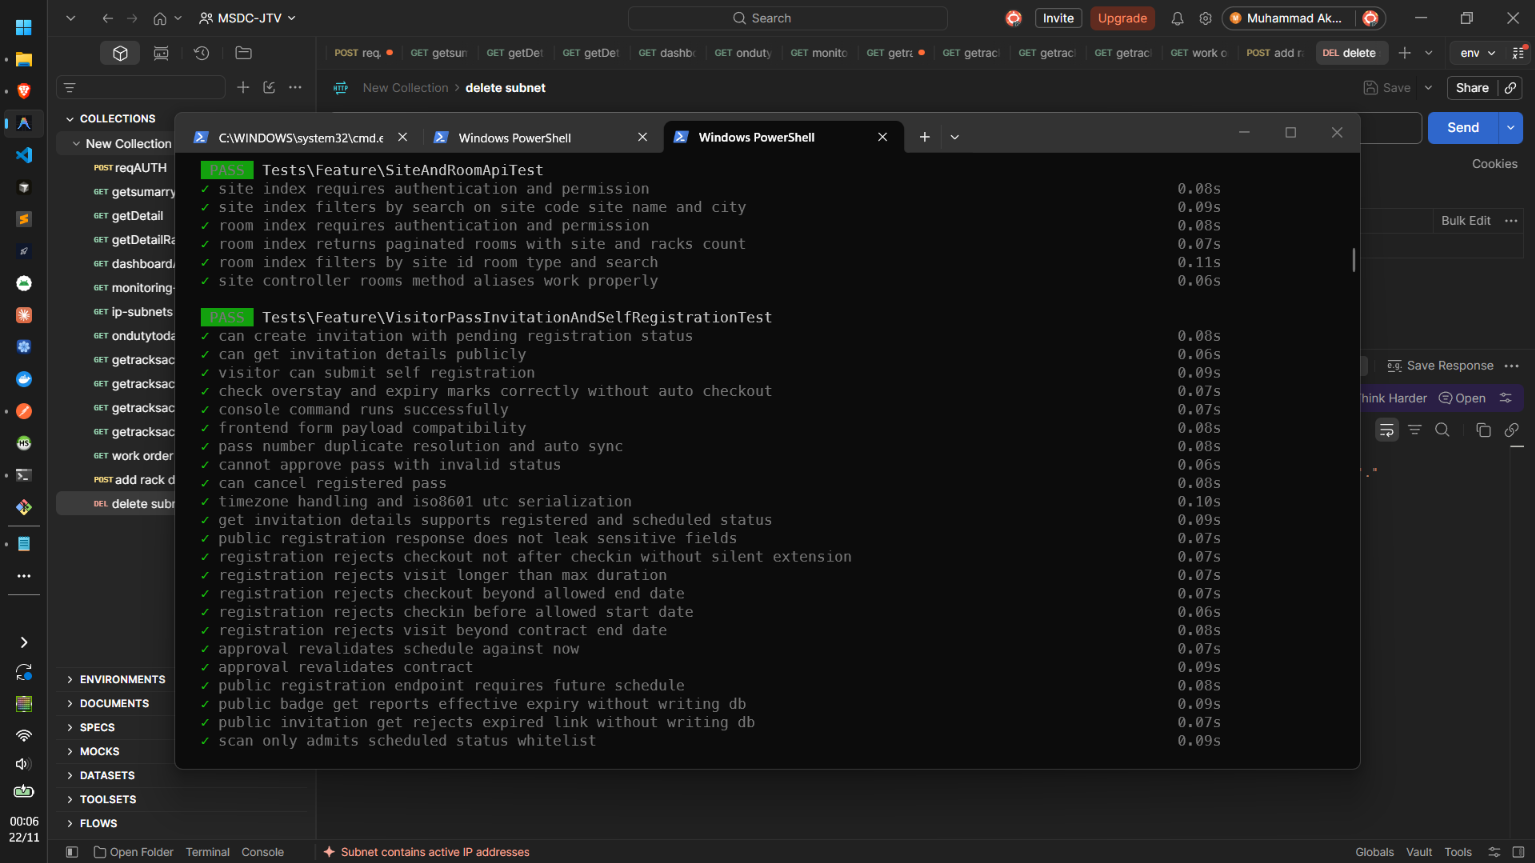 MSDC-JTV
Search
Invite
Upgrade
Muhammad Ak...
POST req.
GET getsum
GET getDet
GET getDet
GET dashb
GET onduty
GET monito
GET getra
GET getrac
GET getrac
GET getrac
GET work o
POST add r
DEL delete
env
HTTP New Collection > delete subnet
Save
Share
COLLECTIONS
New Collection
POST reqAUTH
GET getsumarry
GET getDetail
GET getDetailRa
GET dashboard
GET monitoring-
GET ip-subnets
GET ondutytoda
GET getracksac
GET getracksac
GET getracksac
GET getracksac
GET work order
POST add rack d
DEL delete subn
ENVIRONMENTS
DOCUMENTS
SPECS
MOCKS
DATASETS
TOOLSETS
FLOWS
C:\WINDOWS\system32\cmd.e
Windows PowerShell
Windows PowerShell
Send
Cookies
Bulk Edit
e.g. Save Response
Think Harder
Open
PASS Tests\Feature\SiteAndRoomApiTest
✓ site index requires authentication and permission 0.08s
✓ site index filters by search on site code site name and city 0.09s
✓ room index requires authentication and permission 0.08s
✓ room index returns paginated rooms with site and racks count 0.07s
✓ room index filters by site id room type and search 0.11s
✓ site controller rooms method aliases work properly 0.06s
PASS Tests\Feature\VisitorPassInvitationAndSelfRegistrationTest
✓ can create invitation with pending registration status 0.08s
✓ can get invitation details publicly 0.06s
✓ visitor can submit self registration 0.09s
✓ check overstay and expiry marks correctly without auto checkout 0.07s
✓ console command runs successfully 0.07s
✓ frontend form payload compatibility 0.08s
✓ pass number duplicate resolution and auto sync 0.08s
✓ cannot approve pass with invalid status 0.06s
✓ can cancel registered pass 0.08s
✓ timezone handling and iso8601 utc serialization 0.10s
✓ get invitation details supports registered and scheduled status 0.09s
✓ public registration response does not leak sensitive fields 0.07s
✓ registration rejects checkout not after checkin without silent extension 0.07s
✓ registration rejects visit longer than max duration 0.07s
✓ registration rejects checkout beyond allowed end date 0.07s
✓ registration rejects checkin before allowed start date 0.06s
✓ registration rejects visit beyond contract end date 0.08s
✓ approval revalidates schedule against now 0.07s
✓ approval revalidates contract 0.09s
✓ public registration endpoint requires future schedule 0.08s
✓ public badge get reports effective expiry without writing db 0.09s
✓ public invitation get rejects expired link without writing db 0.07s
✓ scan only admits scheduled status whitelist 0.09s
."
00:06
22/11
Open Folder
Terminal
Console
Subnet contains active IP addresses
Globals
Vault
Tools